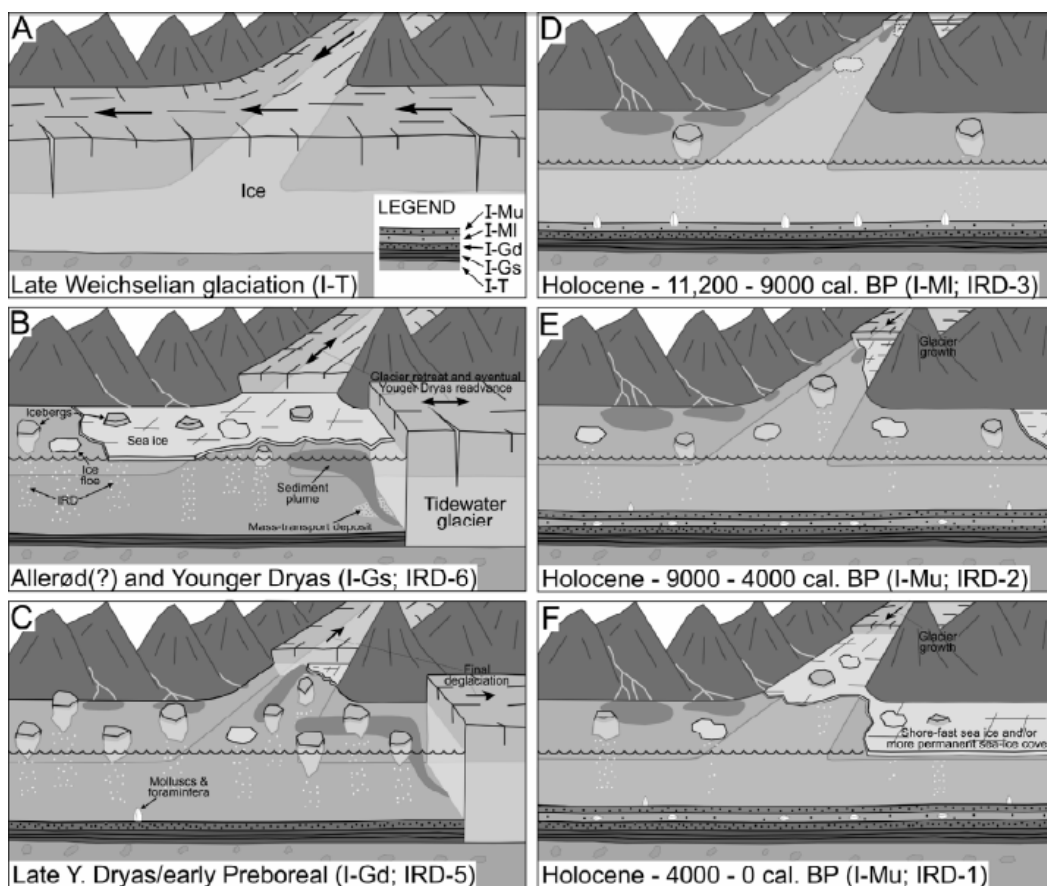 A
Ice
LEGEND
I-Mu
I-Ml
I-Gd
I-Gs
I-T
Late Weichselian glaciation (I-T)
B
Glacier retreat and eventual
Youger Dryas readvance
Icebergs
Sea ice
Ice
floe
IRD
Sediment
plume
Mass-transport deposit
Tidewater
glacier
Allerød(?) and Younger Dryas (I-Gs; IRD-6)
C
Final
deglaciation
Molluscs &
foraminifera
Late Y. Dryas/early Preboreal (I-Gd; IRD-5)
D
Holocene - 11,200 - 9000 cal. BP (I-Ml; IRD-3)
E
Glacier
growth
Holocene - 9000 - 4000 cal. BP (I-Mu; IRD-2)
F
Glacier
growth
Shore-fast sea ice and/or
more permanent sea-ice cover
Holocene - 4000 - 0 cal. BP (I-Mu; IRD-1)